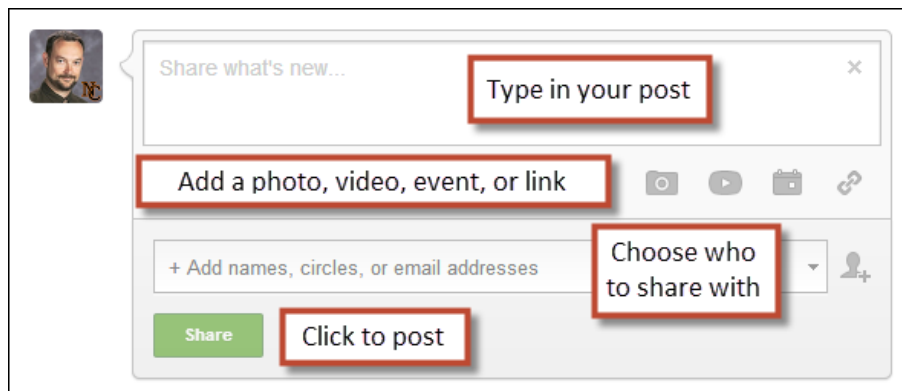 Share what's new...
Type in your post
Add a photo, video, event, or link
+ Add names, circles, or email addresses
Choose who
to share with
Share
Click to post
NC